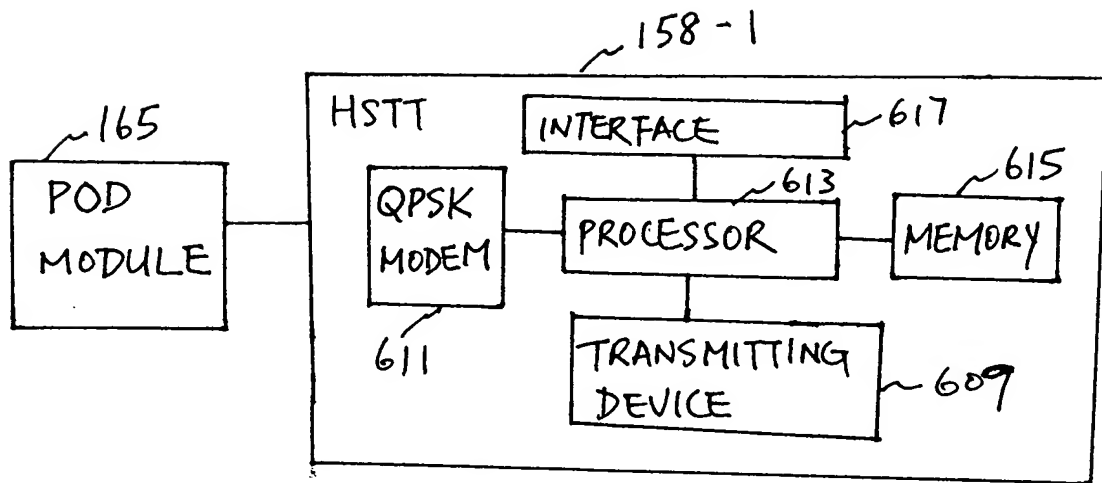 158-1
165
HSTT
INTERFACE
617
POD
MODULE
QPSK
MODEM
613
PROCESSOR
615
MEMORY
611
TRANSMITTING
DEVICE
609